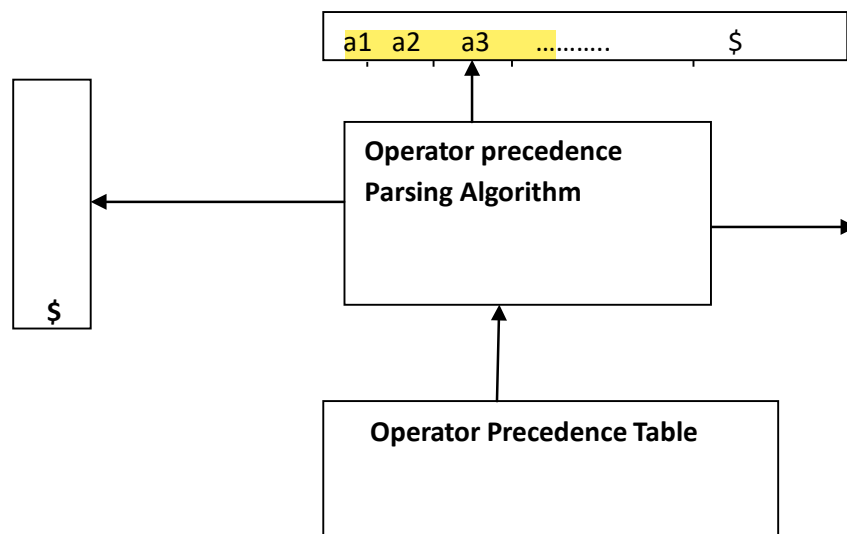 a1 a2 a3 ……….. $
Operator precedence
Parsing Algorithm
$
Operator Precedence Table